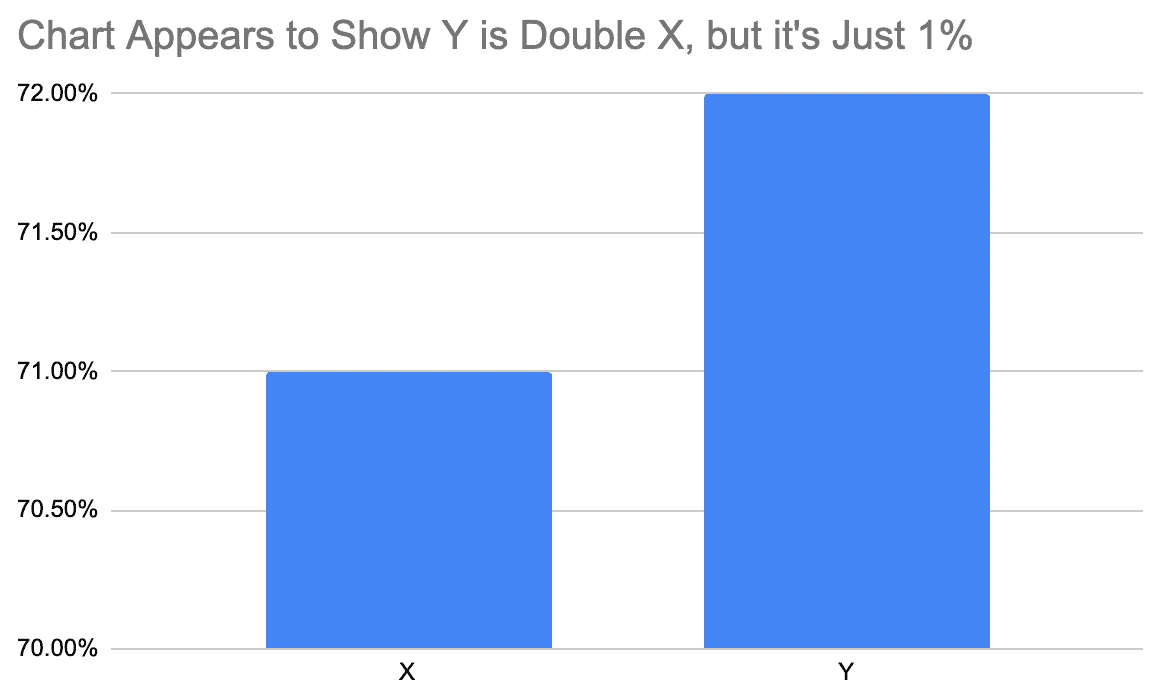 Chart Appears to Show Y is Double X, but it's Just 1%
72.00%
71.50%
71.00%
70.50%
70.00%
X Y